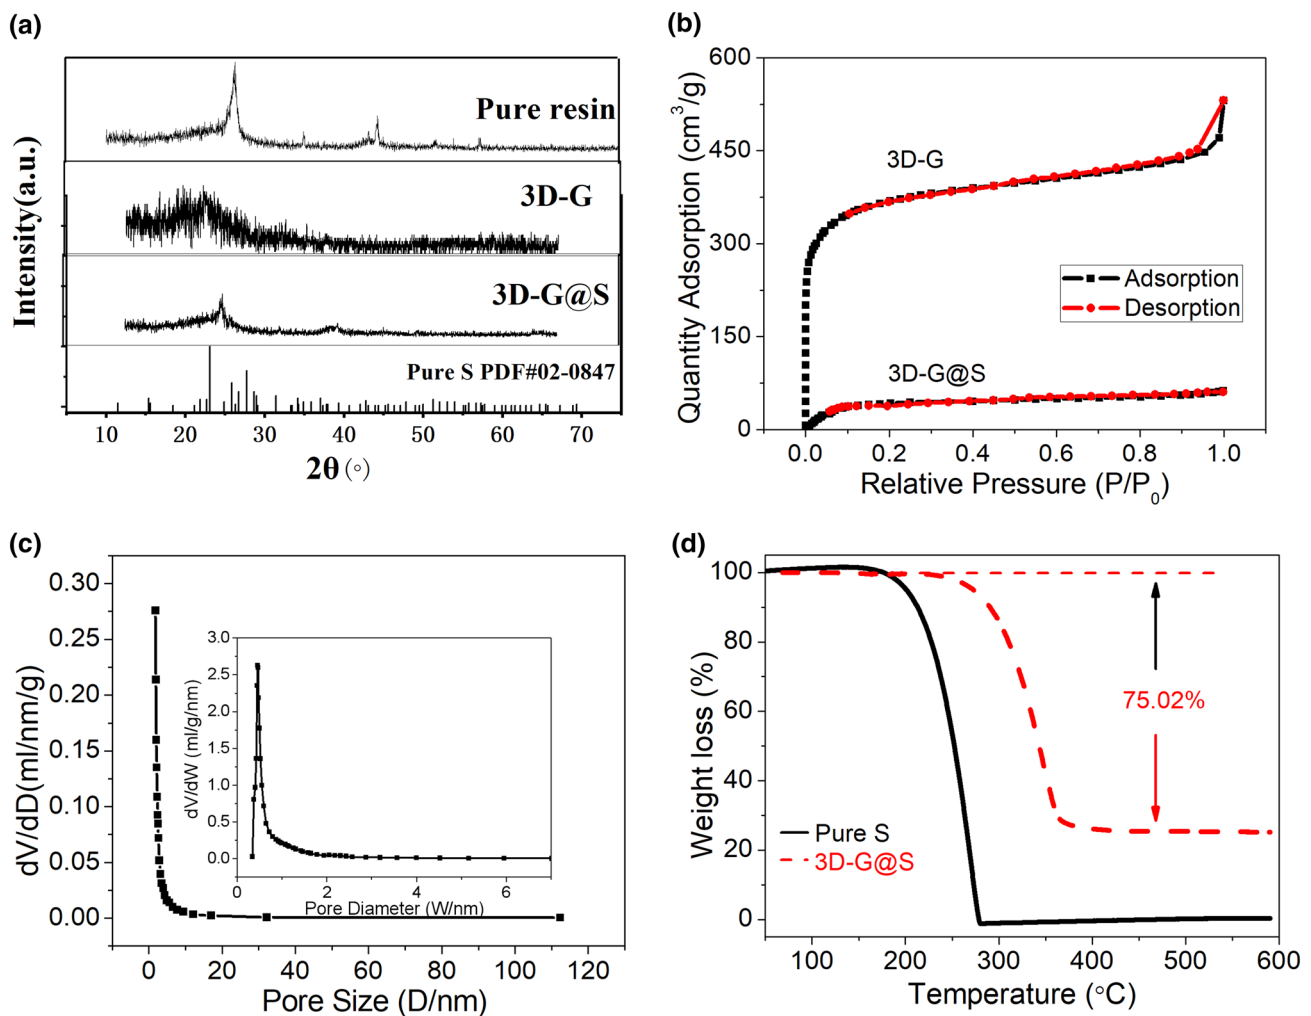 (a)
Intensity(a.u.)
Pure resin
3D-G
3D-G@S
Pure S PDF#02-0847
10 20 30 40 50 60 70
2θ(○)
(b)
Quantity Adsorption (cm³/g)
600
450
300
150
0
3D-G
Adsorption
Desorption
3D-G@S
0.0 0.2 0.4 0.6 0.8 1.0
Relative Pressure (P/P₀)
(c)
dV/dD(ml/nm/g)
0.30
0.25
0.20
0.15
0.10
0.05
0.00
dV/dW (ml/g/nm)
3.0
2.5
2.0
1.5
1.0
0.5
0.0
0 2 4 6
Pore Diameter (W/nm)
0 20 40 60 80 100 120
Pore Size (D/nm)
(d)
Weight loss (%)
100
80
60
40
20
0
75.02%
Pure S
3D-G@S
100 200 300 400 500 600
Temperature (°C)